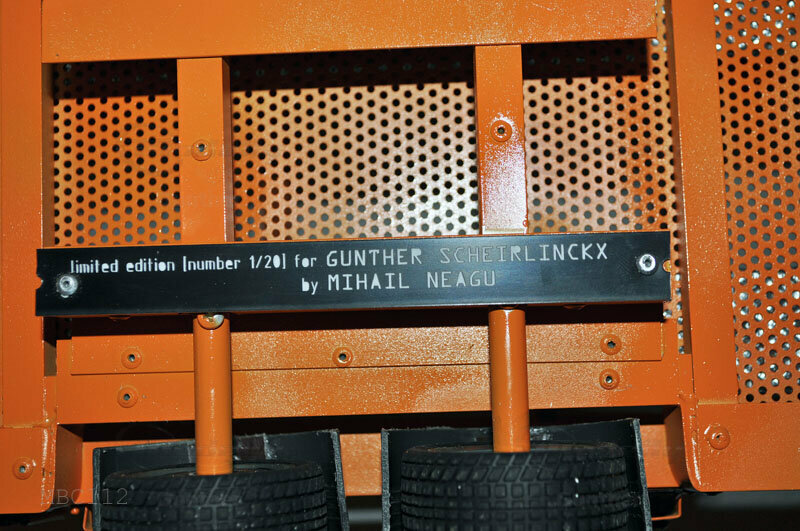 limited edition [number 1/20] for GUNTHER SCHEIRLINCKX
by MIHAIL NEAGU